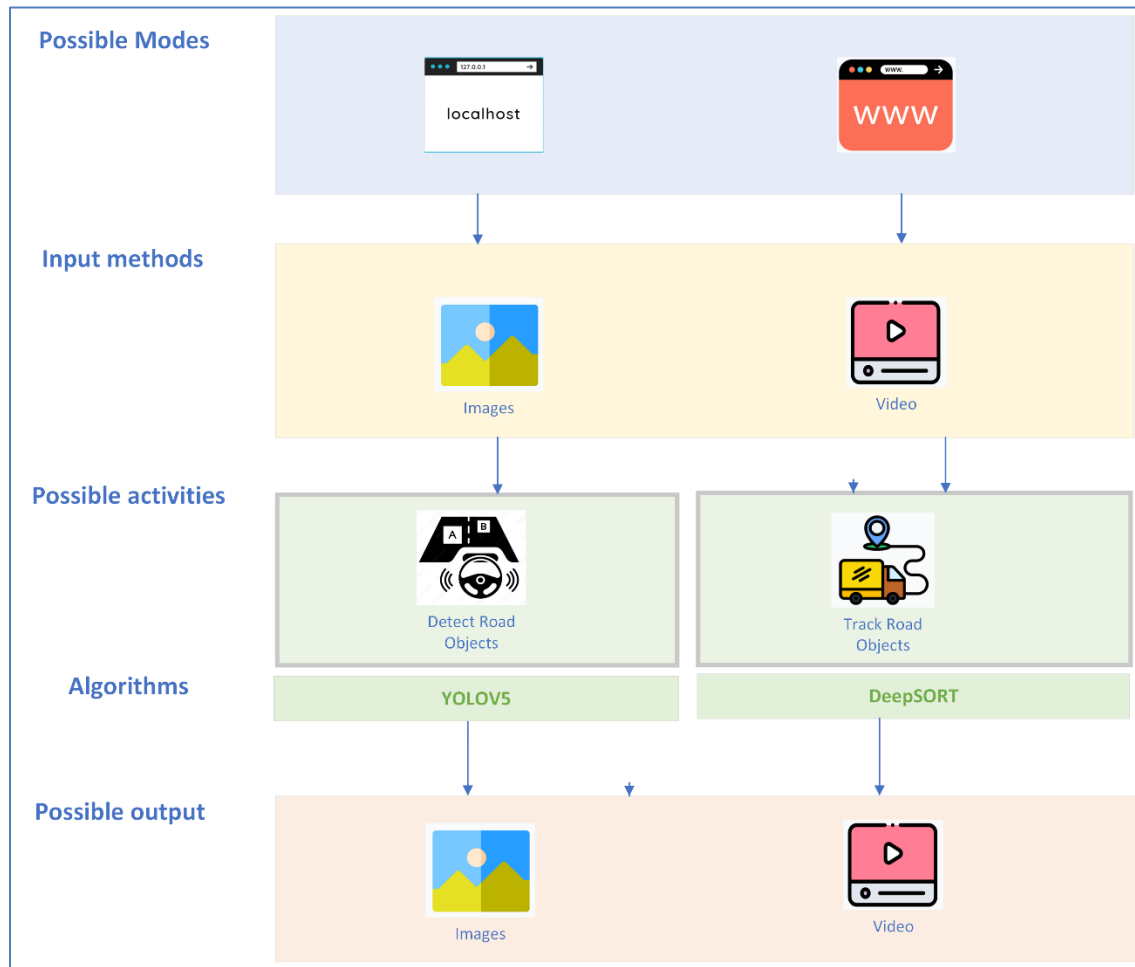 Possible Modes
127.0.0.1
localhost
www.
www
Input methods
Images
Video
Possible activities
A
B
Detect Road
Objects
Track Road
Objects
Algorithms
YOLOV5
DeepSORT
Possible output
Images
Video